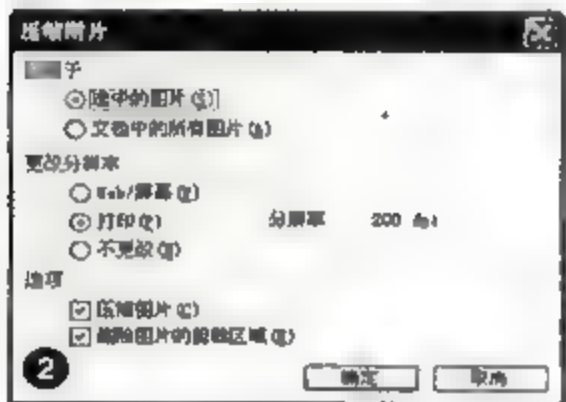 压缩图片
于
选中的图片(S)
文档中的所有图片(A)
更改分辨率
Web/屏幕(W)
打印(P) 分辨率 200 dpi
不更改(N)
选项
压缩图片(C)
删除图片的剪裁区域(D)
2
确定 取消